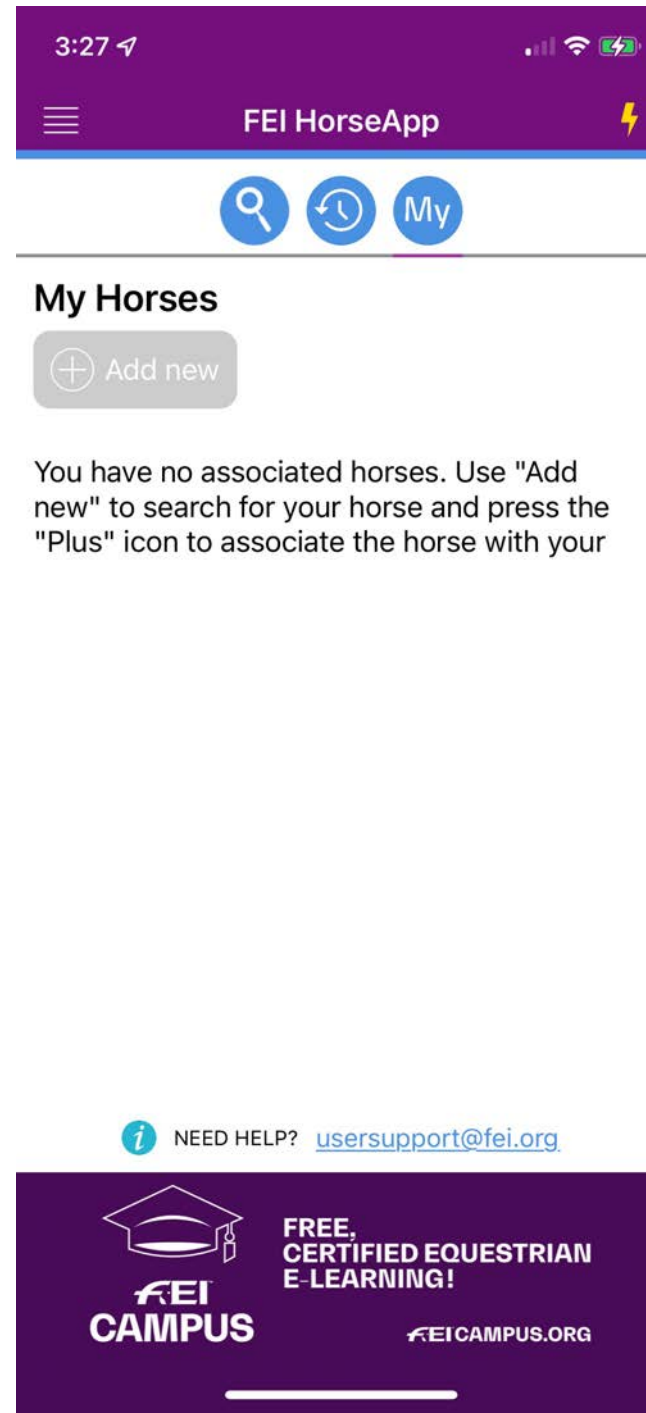 3:27
FEI HorseApp
My
My Horses
Add new
You have no associated horses. Use "Add
new" to search for your horse and press the
"Plus" icon to associate the horse with your
i NEED HELP? usersupport@fei.org
FREE,
CERTIFIED EQUESTRIAN
E-LEARNING!
FEI
CAMPUS
FEICAMPUS.ORG